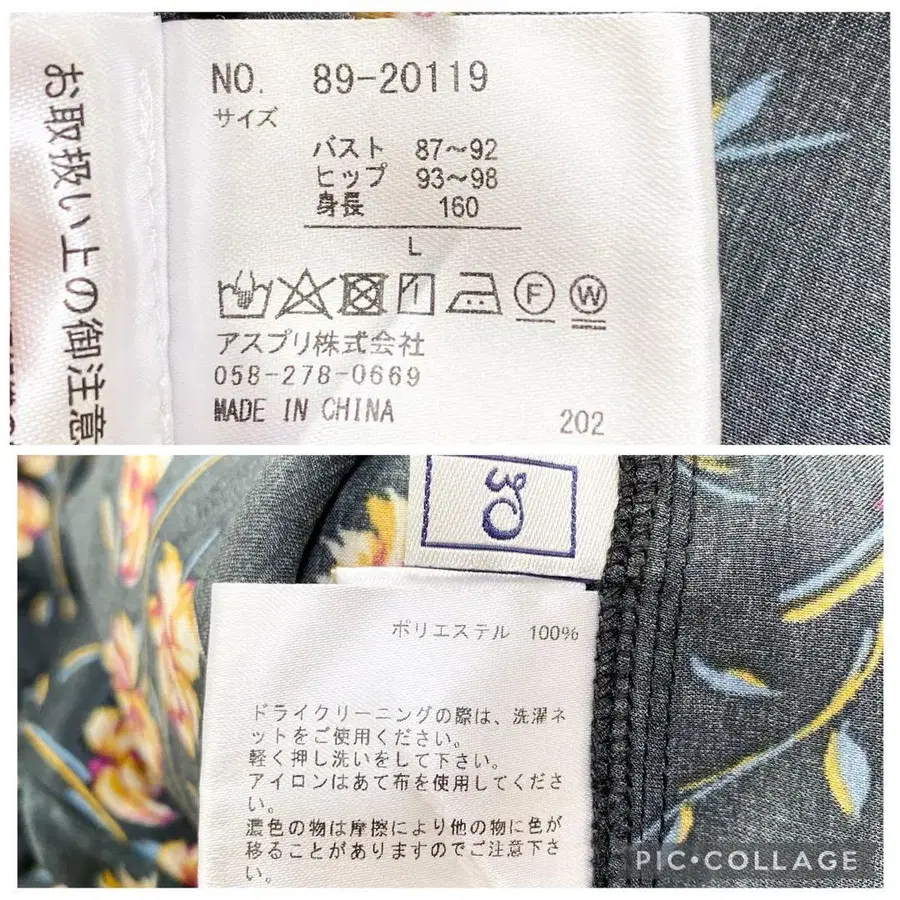 お取扱い上の御注意
NO. 89-20119
サイズ
バスト 87～92
ヒップ 93～98
身長 160
L
F W
アスプリ株式会社
058-278-0669
MADE IN CHINA
202
ポリエステル 100%
ドライクリーニングの際は、洗濯ネ
ットをご使用ください。
軽く押し洗いをして下さい。
アイロンはあて布を使用してくださ
い。
濃色の物は摩擦により他の物に色が
移ることがありますのでご注意下さ
い。
PIC•COLLAGE